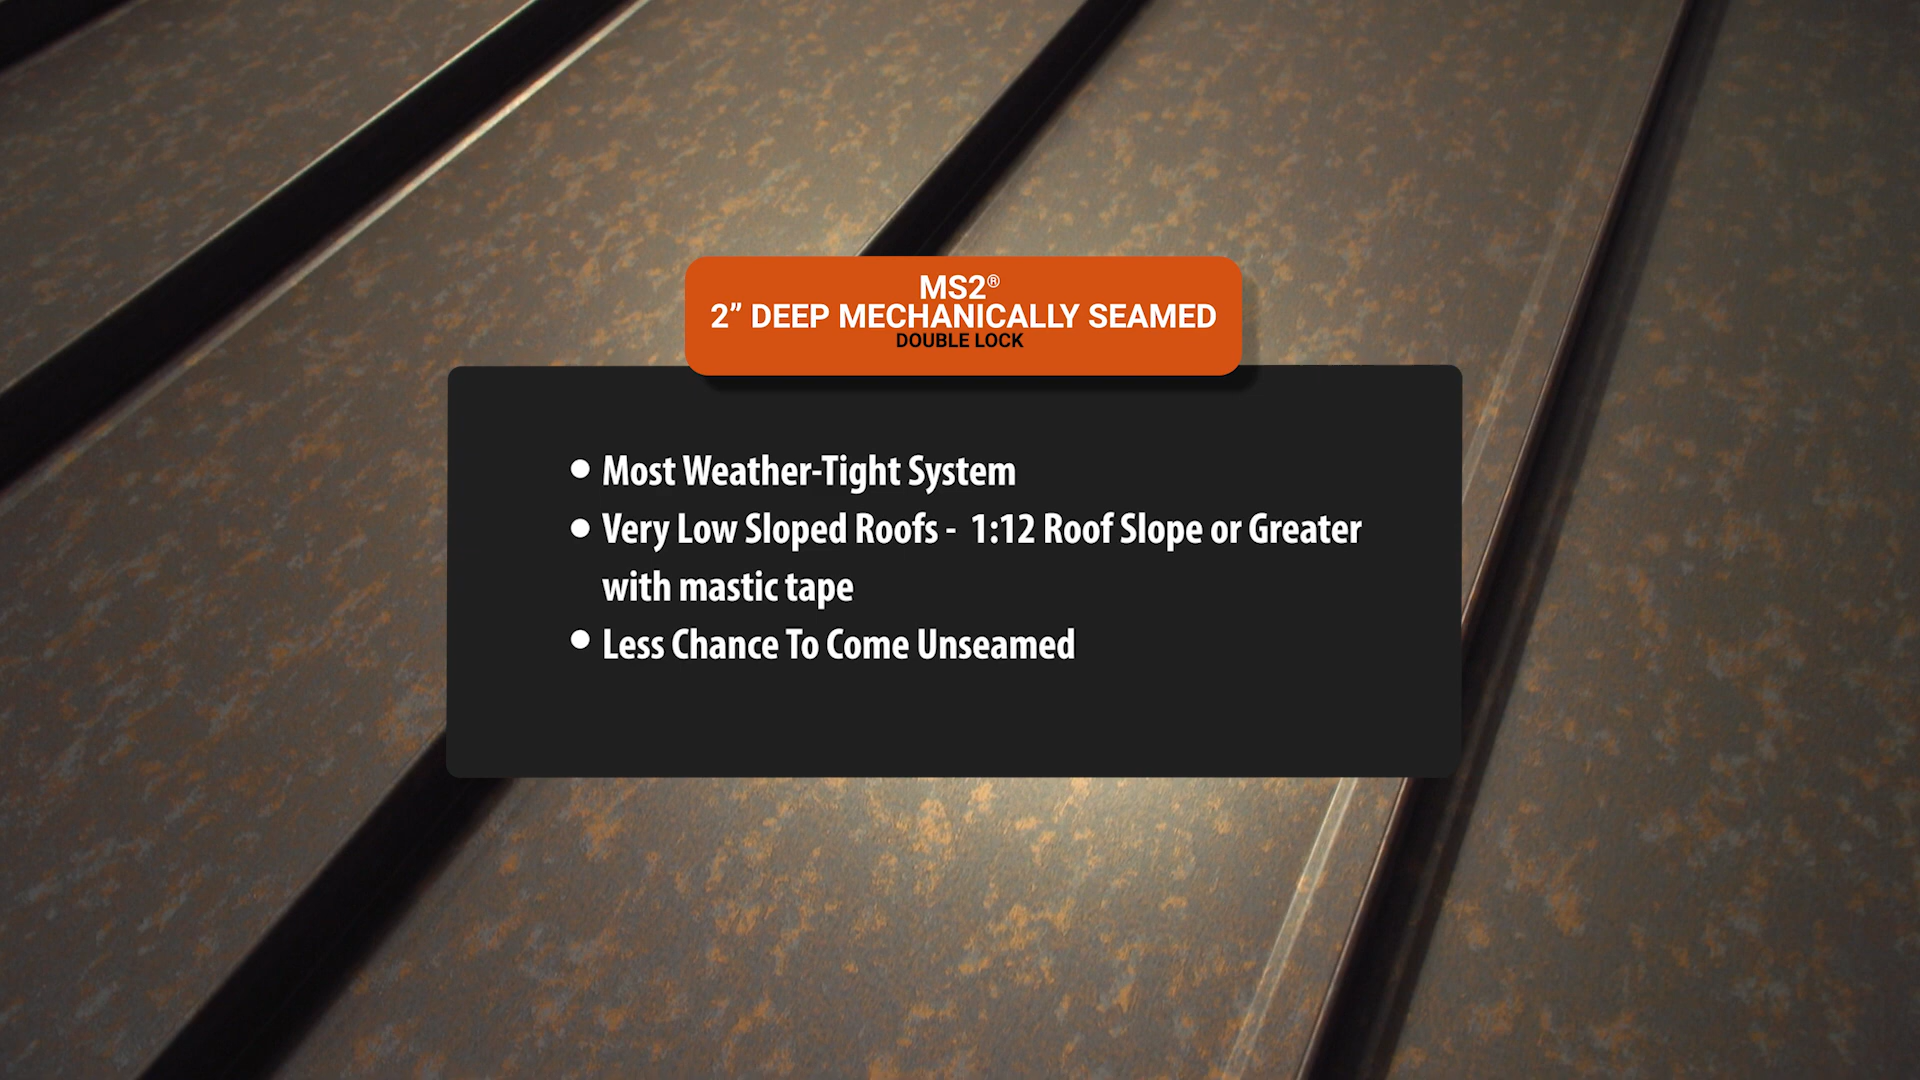 MS2®
2” DEEP MECHANICALLY SEAMED
DOUBLE LOCK
● Most Weather-Tight System
● Very Low Sloped Roofs - 1:12 Roof Slope or Greater
with mastic tape
● Less Chance To Come Unseamed